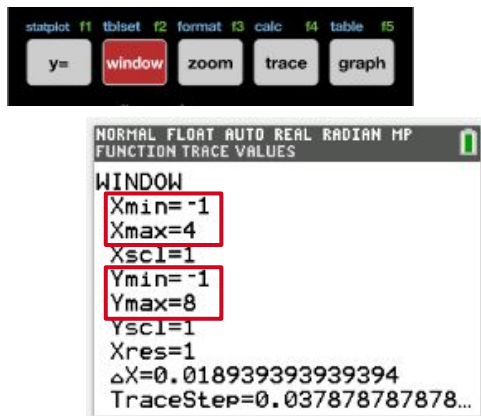 statplot f1 tblset f2 format f3 calc f4 table f5
y= window zoom trace graph
NORMAL FLOAT AUTO REAL RADIAN MP
FUNCTION TRACE VALUES
WINDOW
Xmin=-1
Xmax=4
Xscl=1
Ymin=-1
Ymax=8
Yscl=1
Xres=1
△X=0.018939393939394
TraceStep=0.037878787878...